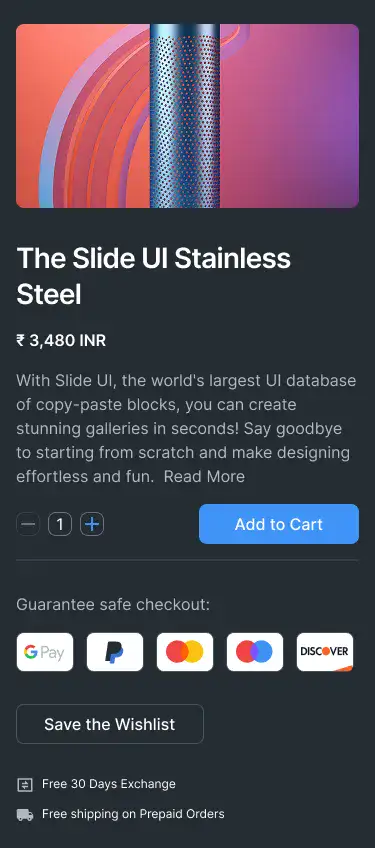 The Slide UI Stainless
Steel
₹ 3,480 INR
With Slide UI, the world's largest UI database
of copy-paste blocks, you can create
stunning galleries in seconds! Say goodbye
to starting from scratch and make designing
effortless and fun. Read More
1
Add to Cart
Guarantee safe checkout:
G Pay
DISCOVER
Save the Wishlist
Free 30 Days Exchange
Free shipping on Prepaid Orders